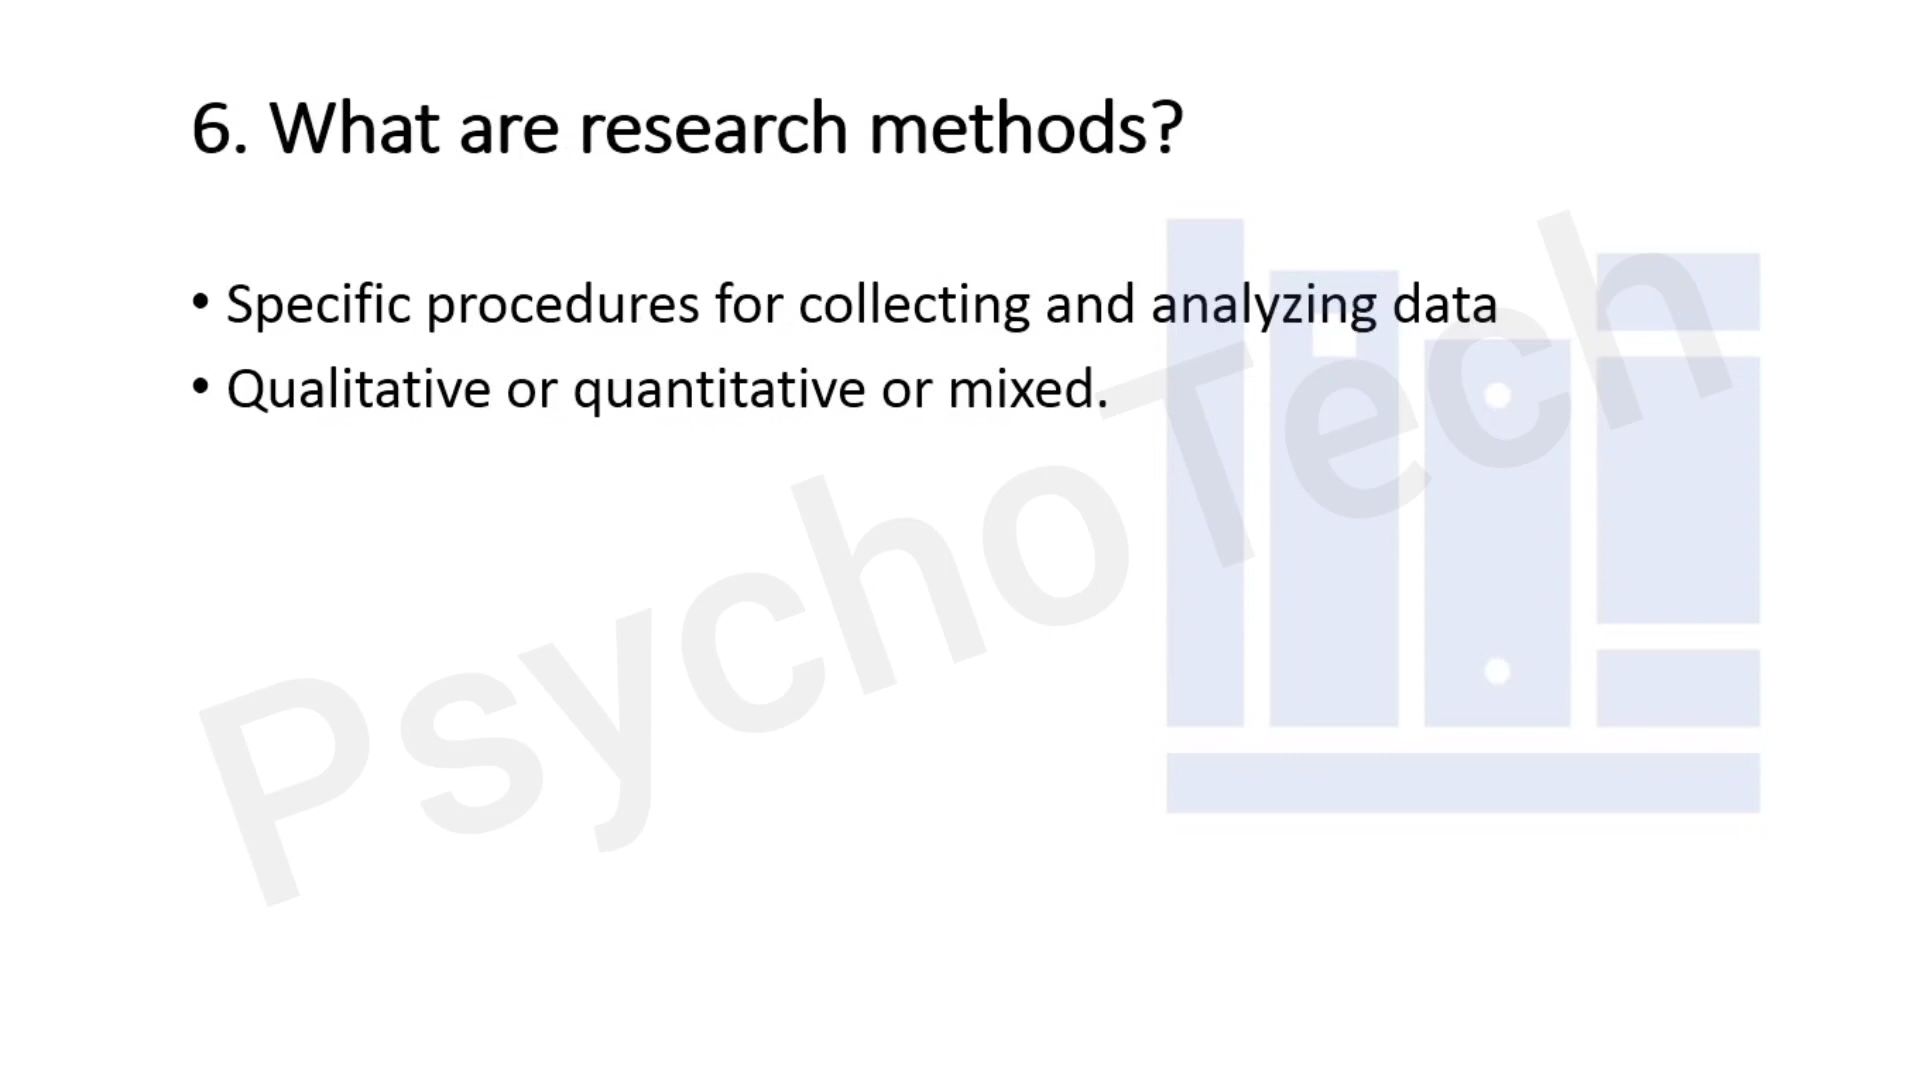 6. What are research methods?
• Specific procedures for collecting and analyzing data
• Qualitative or quantitative or mixed.
PsychoTech